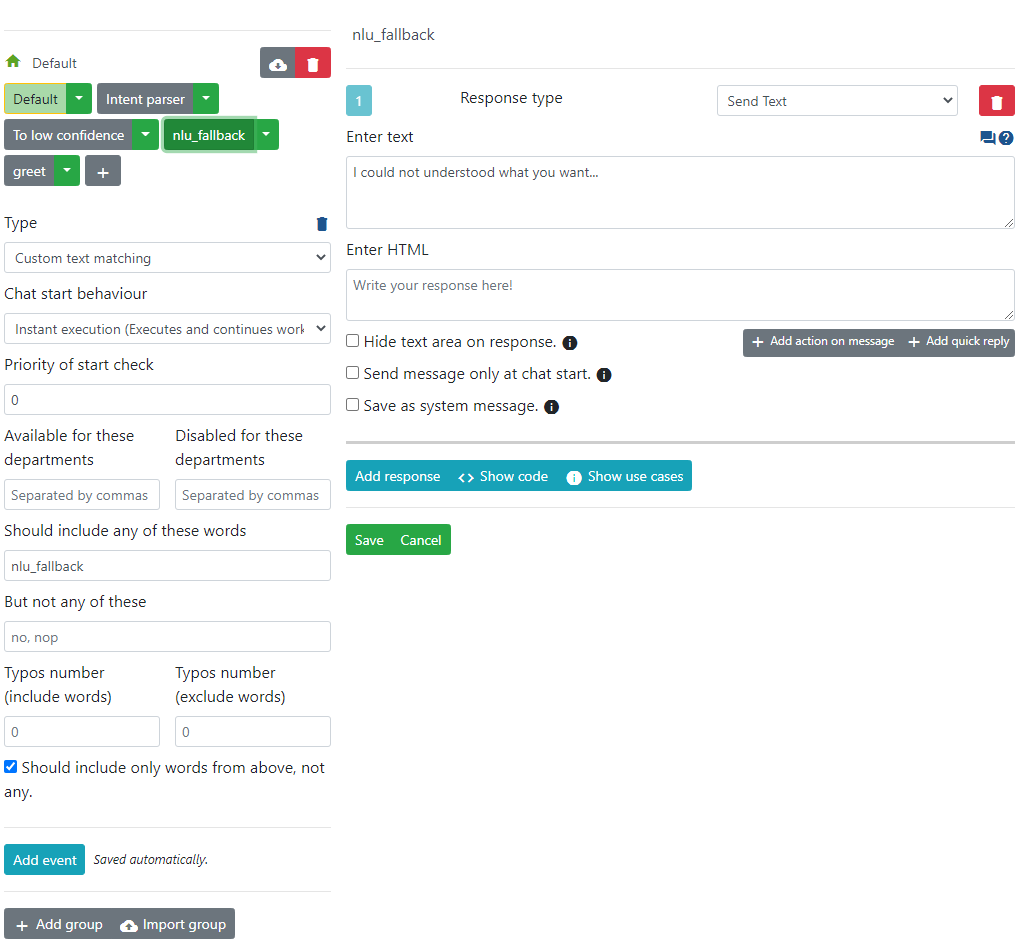 Default
Default
Intent parser
To low confidence
nlu_fallback
greet
+
Type
Custom text matching
Chat start behaviour
Instant execution (Executes and continues work
Priority of start check
0
Available for these departments
Disabled for these departments
Separated by commas
Separated by commas
Should include any of these words
nlu_fallback
But not any of these
no, nop
Typos number (include words)
Typos number (exclude words)
0
0
Should include only words from above, not any.
Add event
Saved automatically.
+ Add group
Import group
nlu_fallback
1
Response type
Send Text
Enter text
I could not understood what you want...
Enter HTML
Write your response here!
Hide text area on response.
+ Add action on message
+ Add quick reply
Send message only at chat start.
Save as system message.
Add response
<> Show code
Show use cases
Save
Cancel